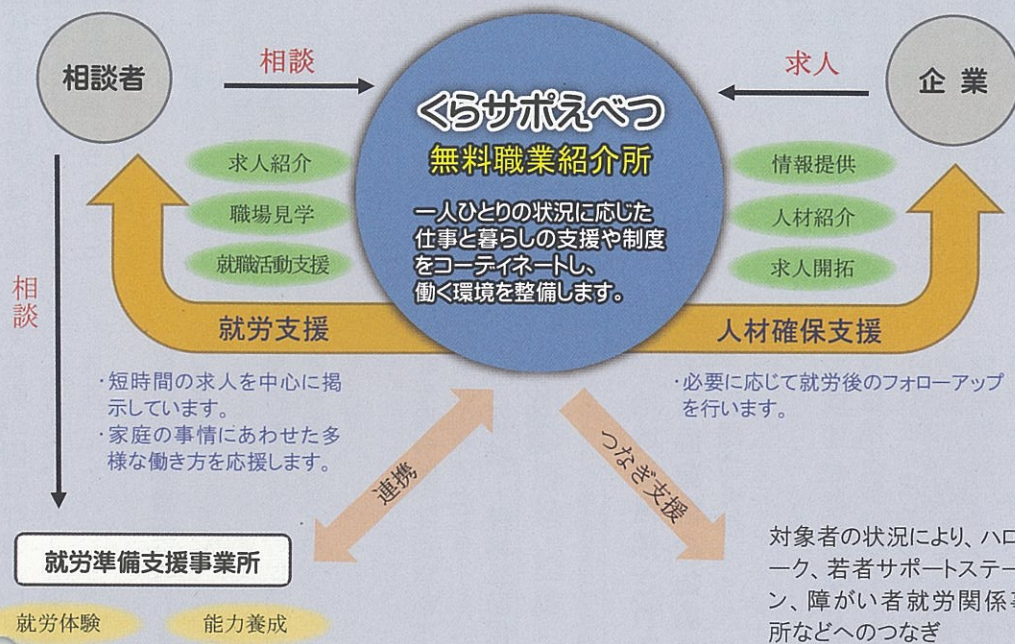 相談者
相談
くらサポえべつ
無料職業紹介所
一人ひとりの状況に応じた
仕事と暮らしの支援や制度
をコーディネートし、
働く環境を整備します。
求人
企業
求人紹介
職場見学
就職活動支援
情報提供
人材紹介
求人開拓
相談
就労支援
人材確保支援
・短時間の求人を中心に掲
示しています。
・家庭の事情にあわせた多
様な働き方を応援します。
・必要に応じて就労後のフォローアップ
を行います。
連携
つなぎ支援
就労準備支援事業所
就労体験
能力養成
対象者の状況により、ハロ
ーク、若者サポートステー
ン、障がい者就労関係
所などへのつなぎ